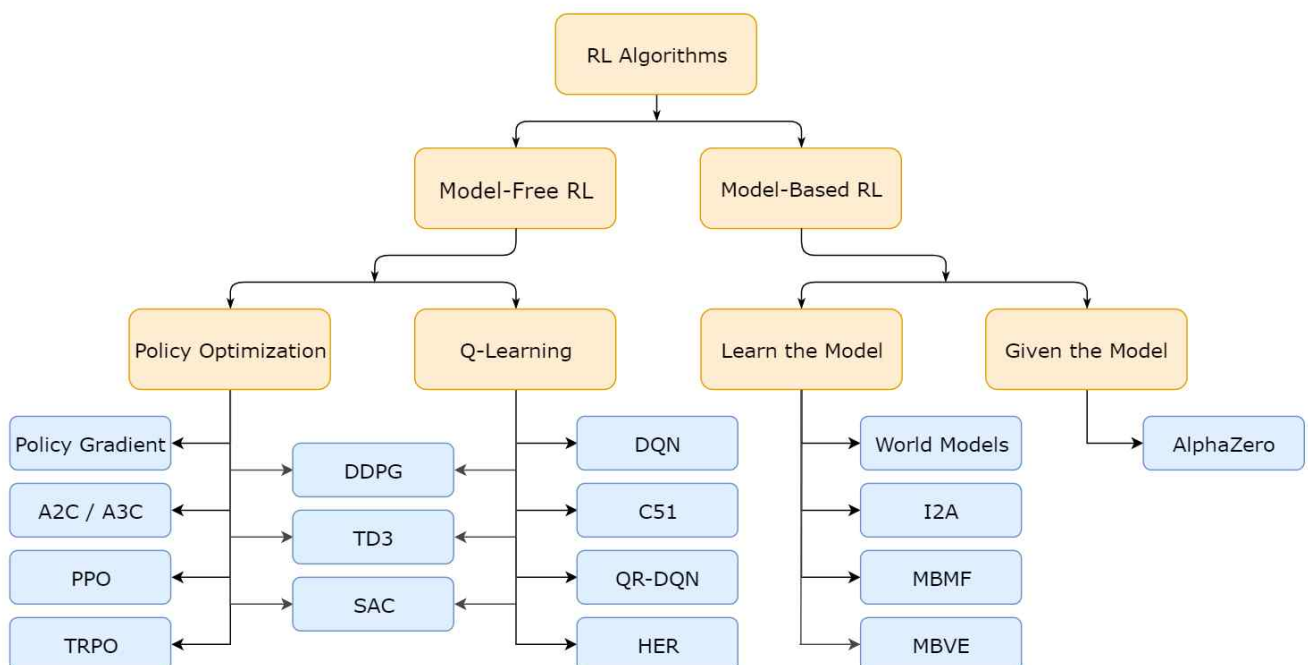 RL Algorithms
Model-Free RL
Model-Based RL
Policy Optimization
Q-Learning
Learn the Model
Given the Model
Policy Gradient
DDPG
DQN
World Models
AlphaZero
A2C / A3C
TD3
C51
I2A
PPO
SAC
QR-DQN
MBMF
TRPO
HER
MBVE